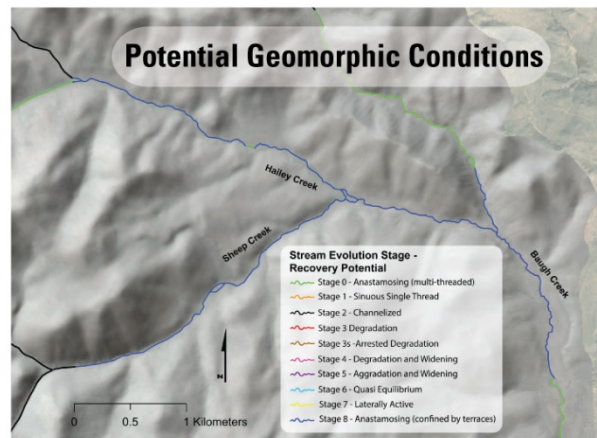 Potential Geomorphic Conditions
Hailey Creek
Sheep Creek
Baugh Creek
Stream Evolution Stage -
Recovery Potential
Stage 0 - Anastamosing (multi-threaded)
Stage 1 - Sinuous Single Thread
Stage 2 - Channelized
Stage 3 Degradation
Stage 3s -Arrested Degradation
Stage 4 - Degradation and Widening
Stage 5 - Aggradation and Widening
Stage 6 - Quasi Equilibrium
Stage 7 - Laterally Active
Stage 8 - Anastamosing (confined by terraces)
N
0 0.5 1 Kilometers